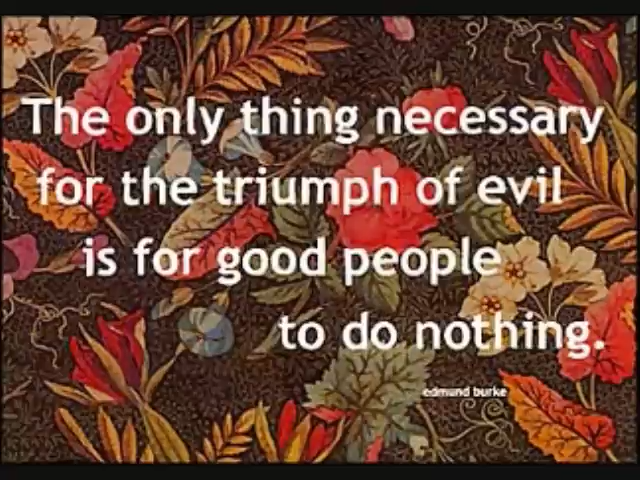 The only thing necessary
for the triumph of evil
is for good people
to do nothing.
edmund burke